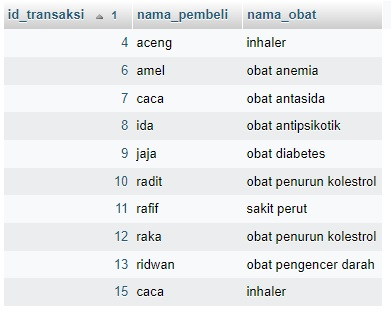 id_transaksi 1 nama_pembeli nama_obat
4 aceng inhaler
6 amel obat anemia
7 caca obat antasida
8 ida obat antipsikotik
9 jaja obat diabetes
10 radit obat penurun kolestrol
11 rafif sakit perut
12 raka obat penurun kolestrol
13 ridwan obat pengencer darah
15 caca inhaler